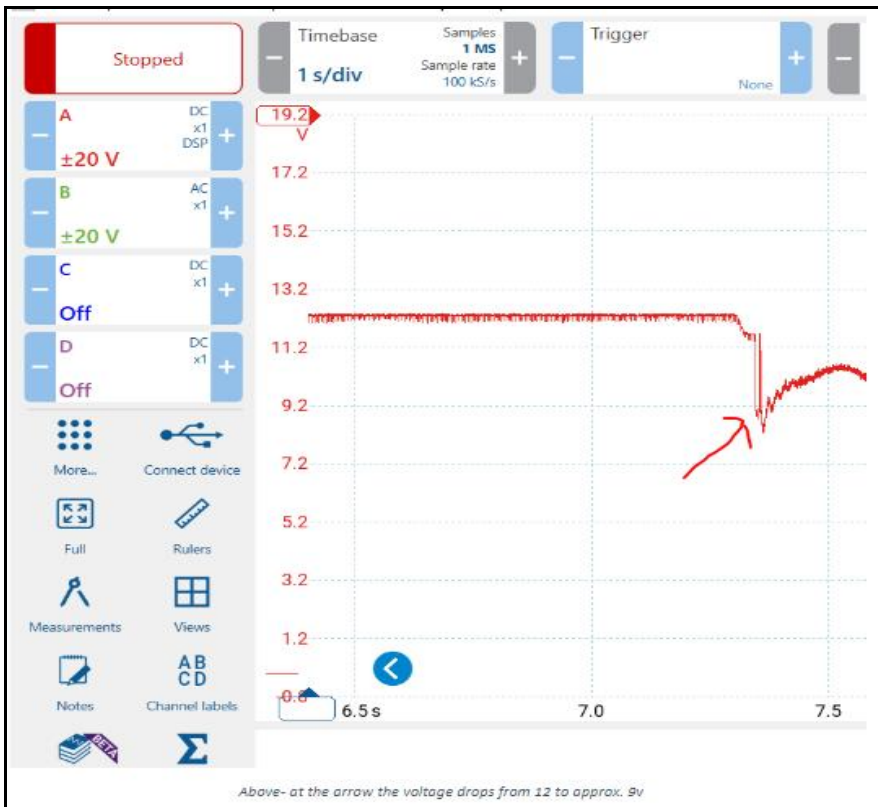 Stopped
Timebase
1 s/div
Samples
1 MS
Sample rate
100 kS/s
Trigger
None
A
DC
x1
DSP
±20 V
B
AC
x1
±20 V
C
DC
x1
Off
D
DC
x1
Off
More...
Connect device
Full
Rulers
Measurements
Views
Notes
A B
C D
Channel labels
BETA
19.2
V
17.2
15.2
13.2
11.2
9.2
7.2
5.2
3.2
1.2
-0.8
6.5 s
7.0
7.5
Above- at the arrow the voltage drops from 12 to approx. 9v